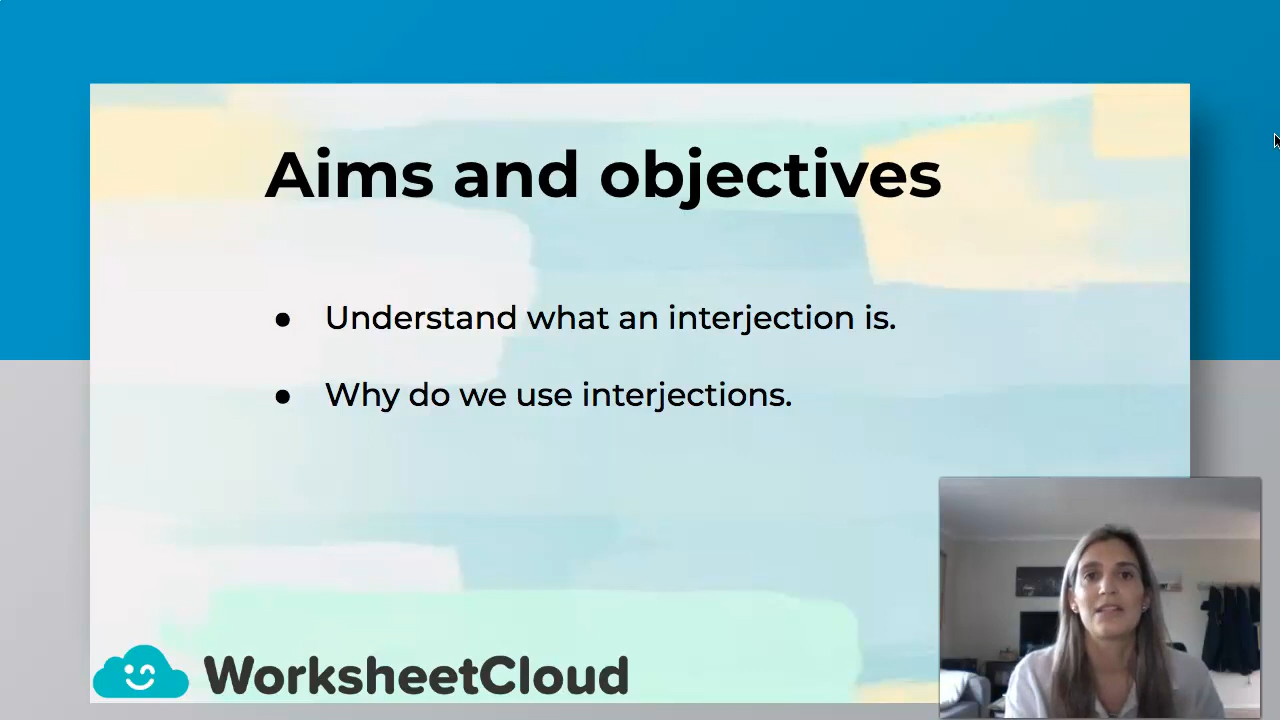 Aims and objectives
● Understand what an interjection is.
● Why do we use interjections.
WorksheetCloud